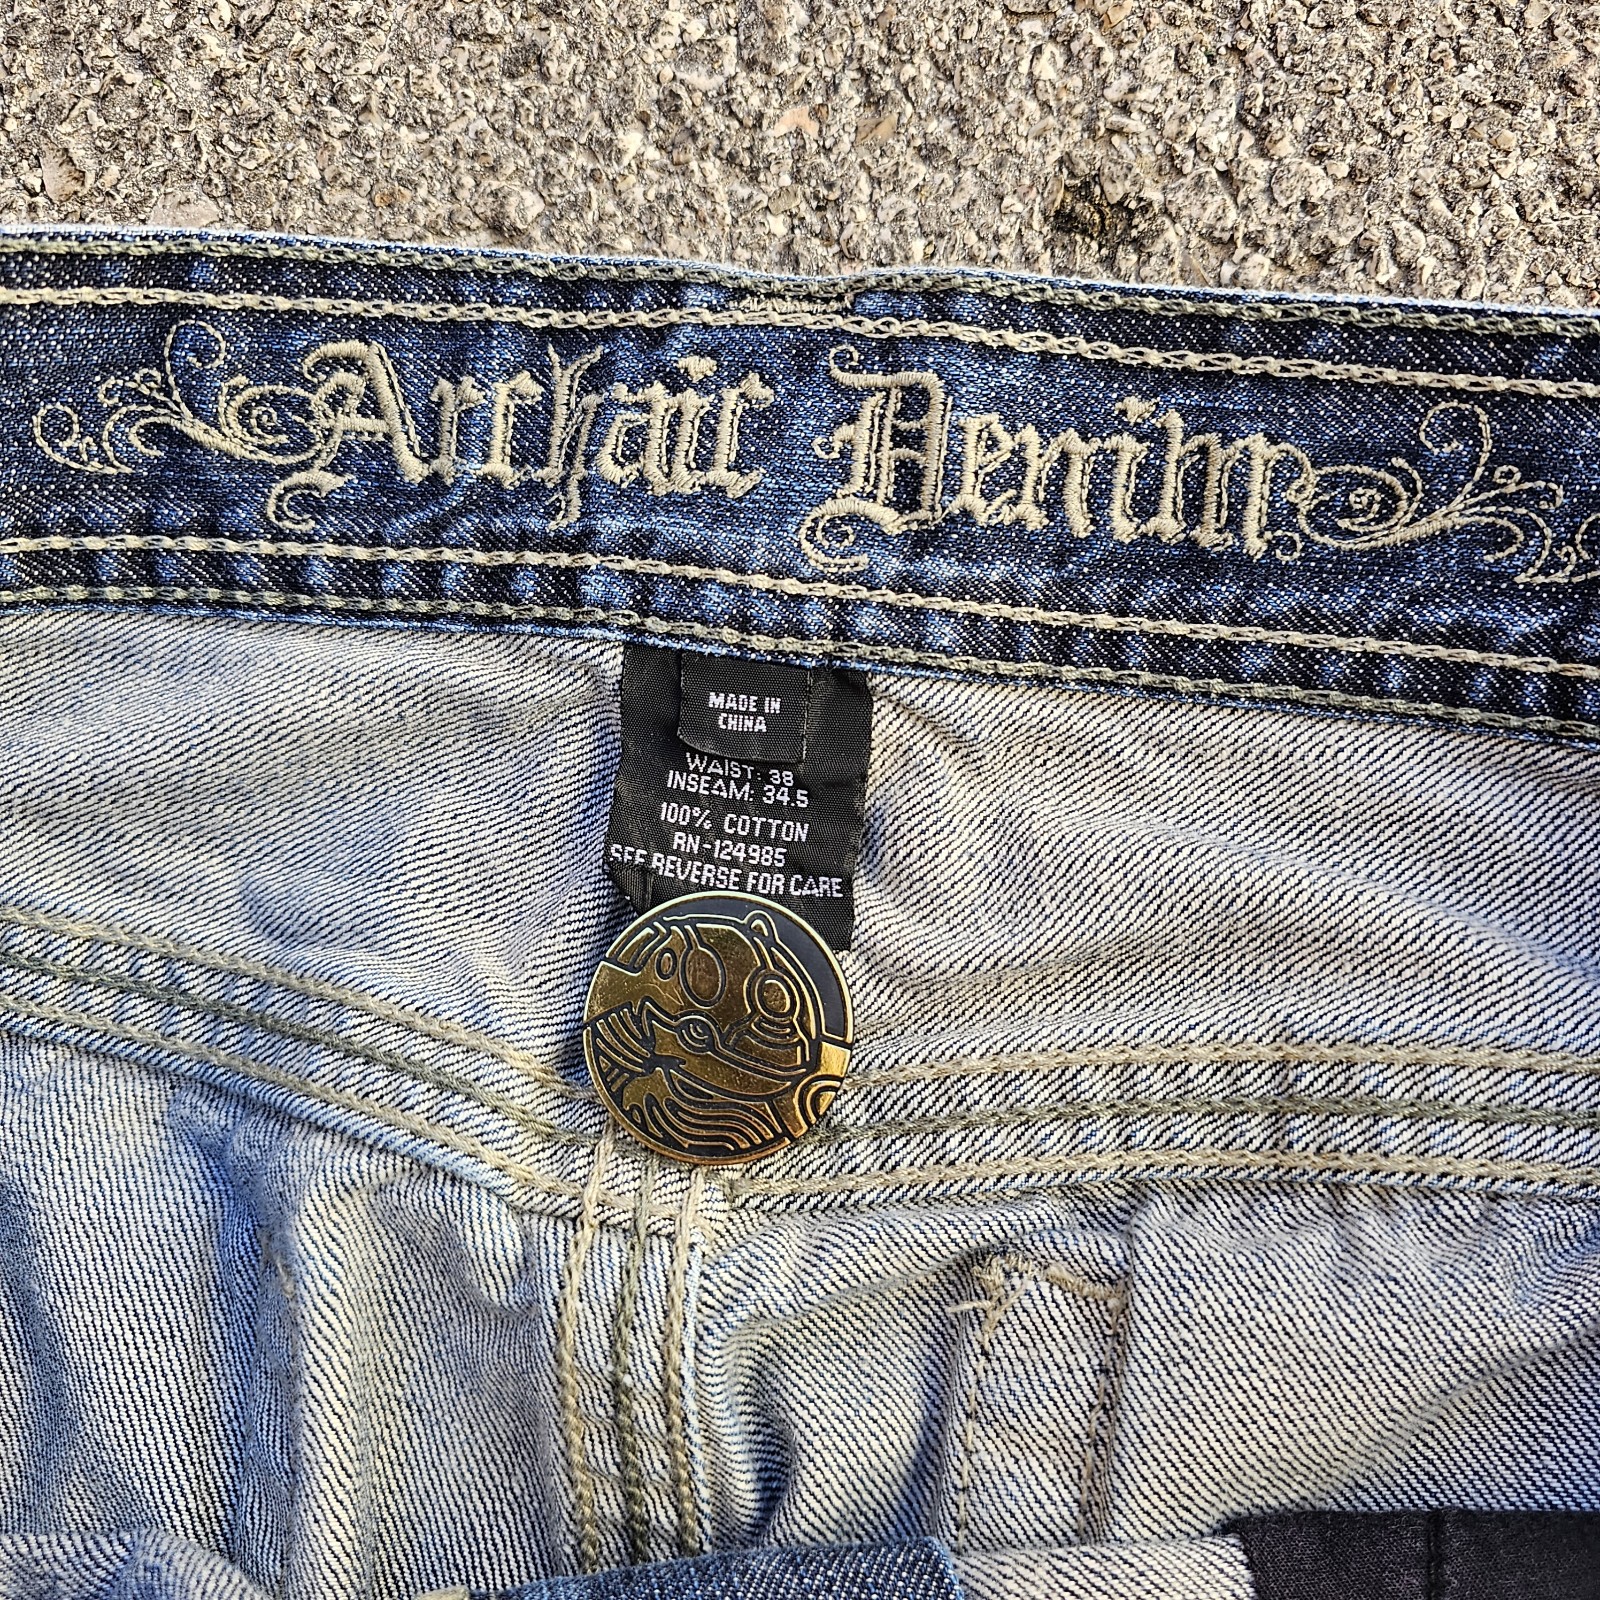 Archaic Denim
MADE IN
CHINA
WAIST: 38
INSEAM: 34.5
100% COTTON
RN-124985
SEE REVERSE FOR CARE